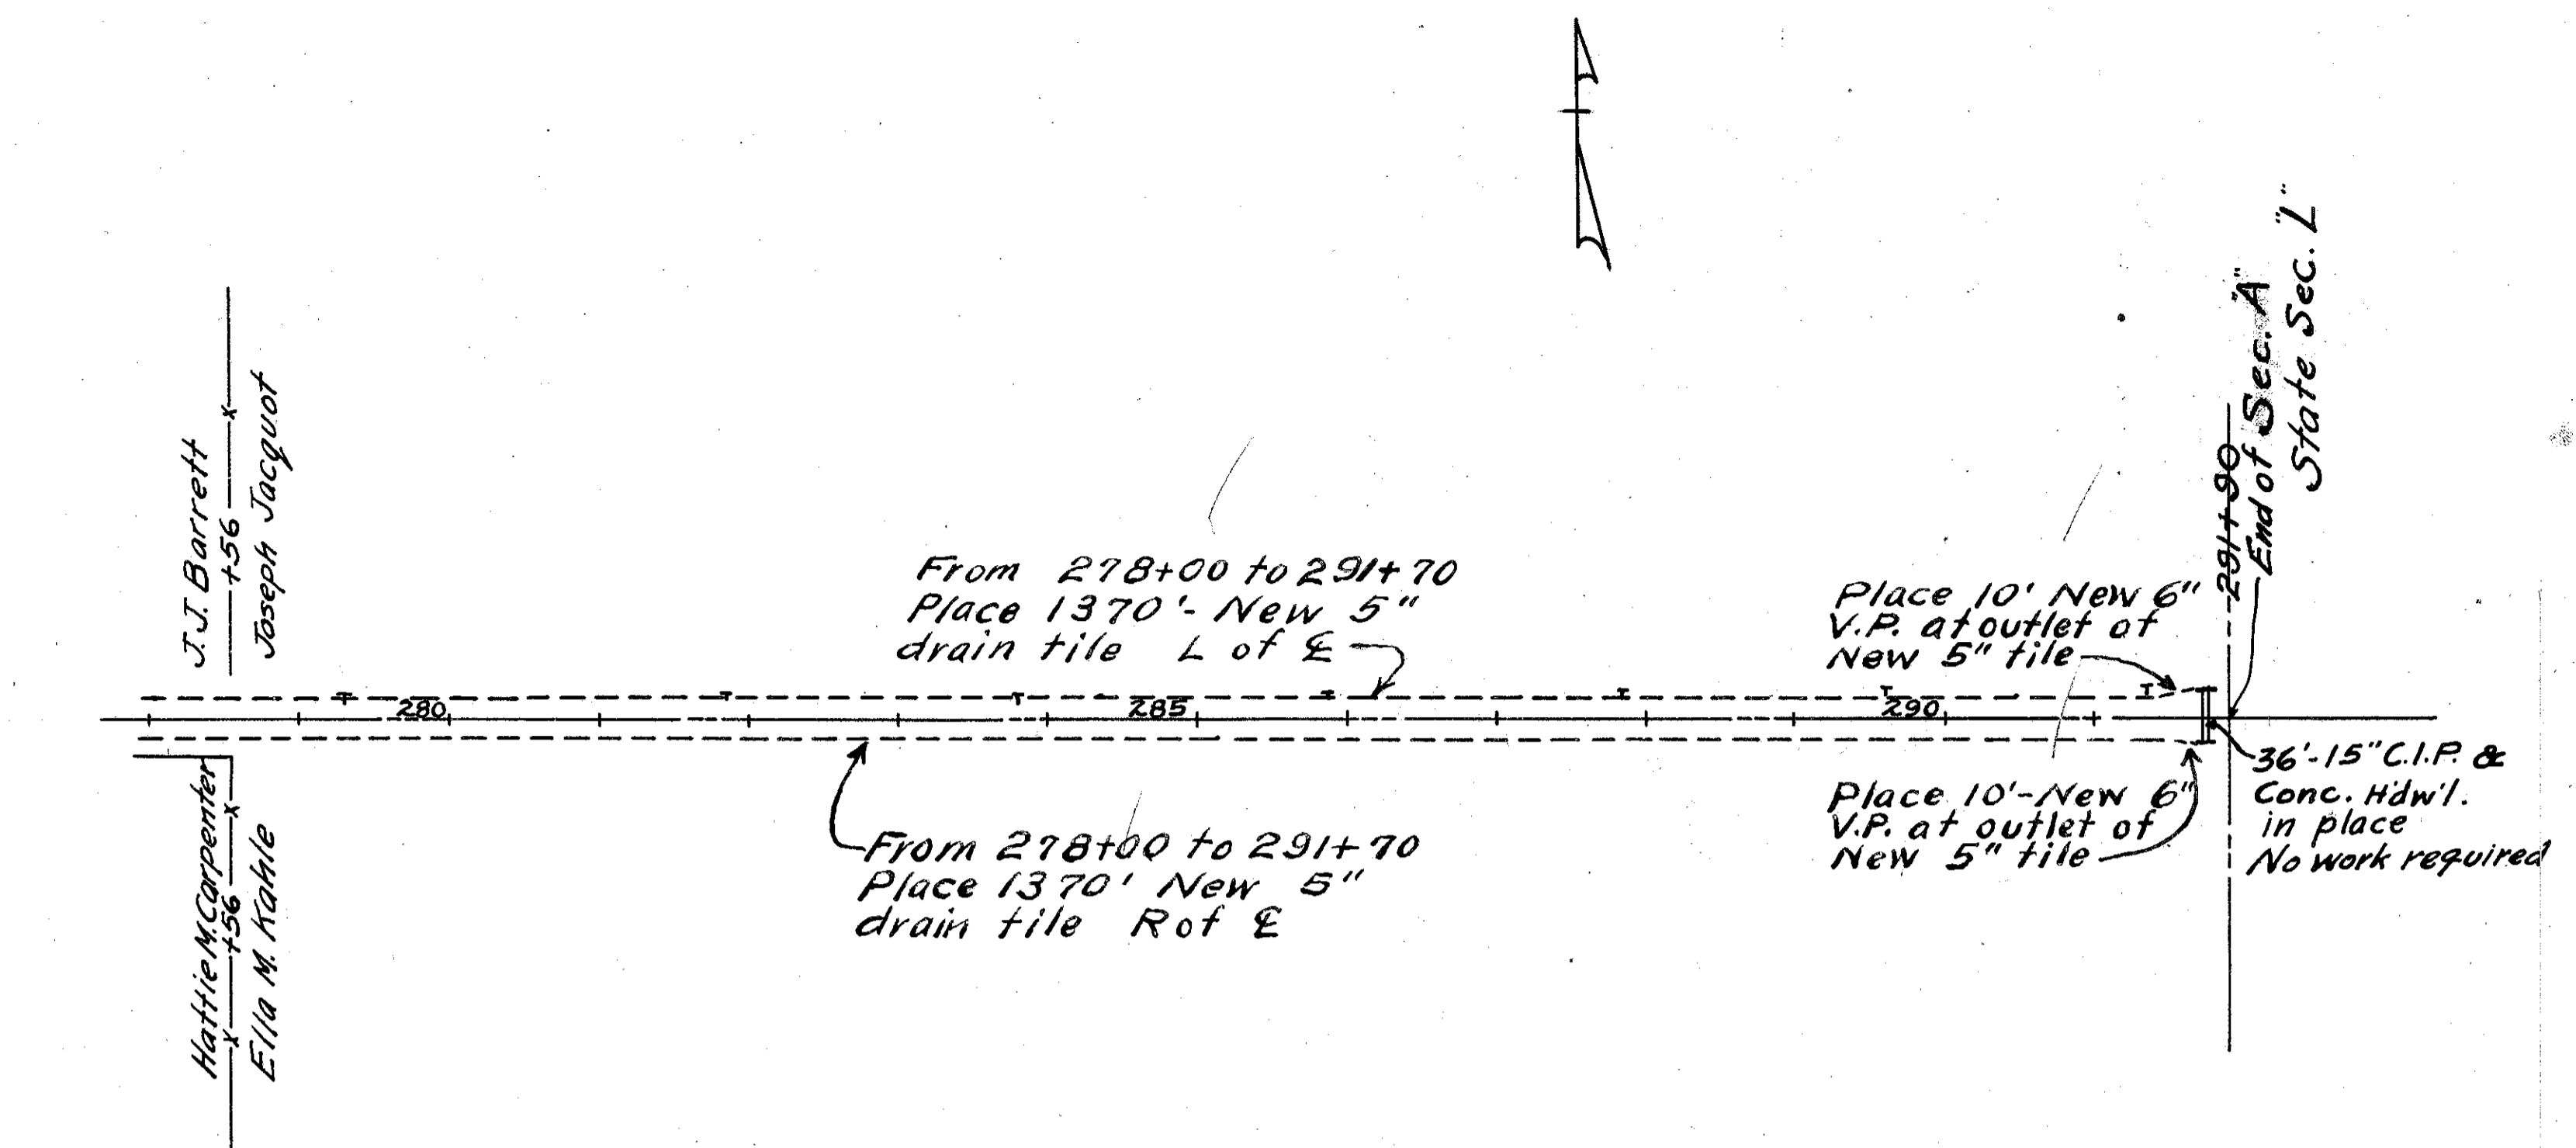 J.J. Barrett
+56
Joseph Jacquot
Hattie M. Carpenter
+56
Ella M. Kahle
280
285
290
From 278+00 to 291+70
Place 1370'- New 5"
drain tile L of ℄
From 278+00 to 291+70
Place 1370' New 5"
drain tile R of ℄
Place 10' New 6"
V.P. at outlet of
New 5" tile
Place 10'-New 6"
V.P. at outlet of
New 5" tile
291+90
End of Sec. "A"
State Sec. "L"
36'-15" C.I.P. &
Conc. Hdw'l.
in place
No work required
T
T
T
T
T
T
T